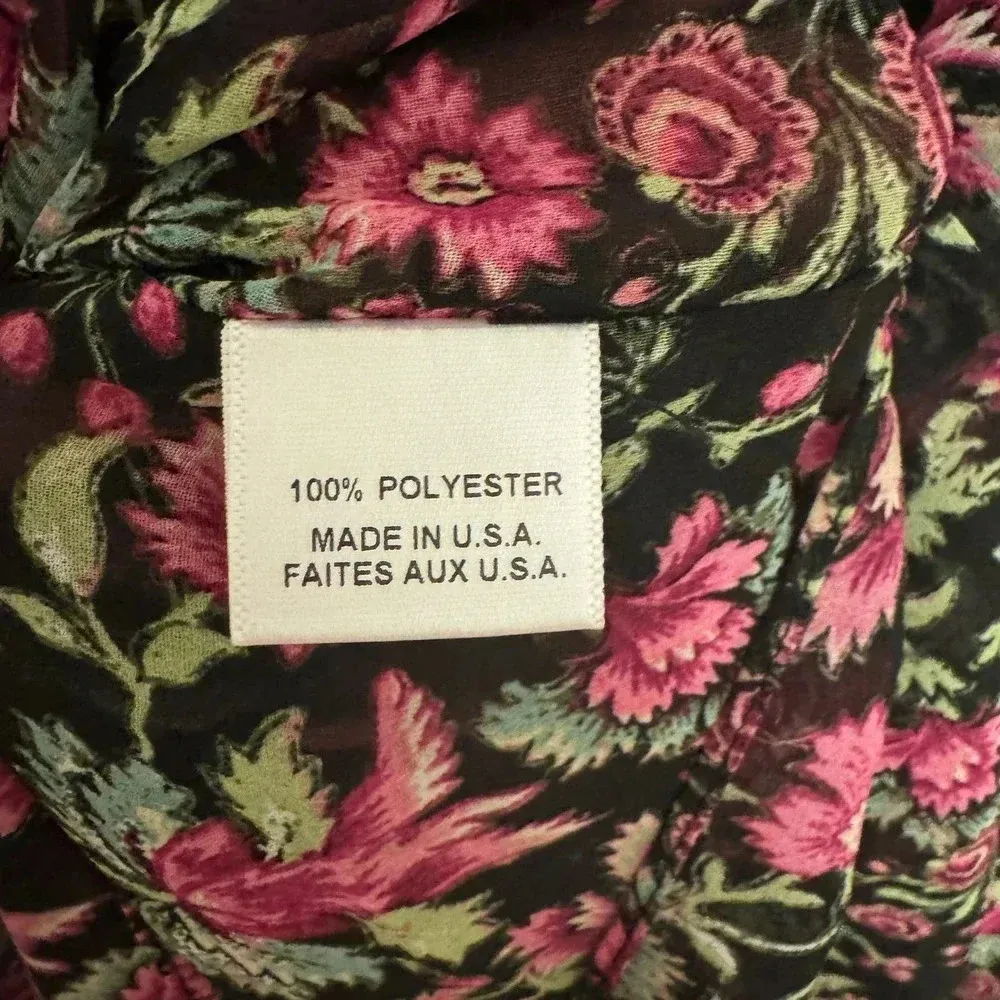 100% POLYESTER
MADE IN U.S.A.
FAITES AUX U.S.A.